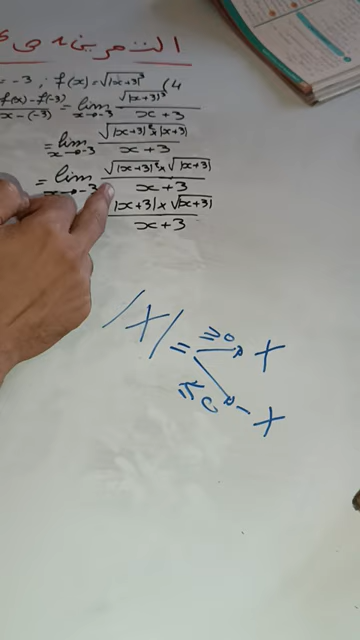 التمرين
= -3 ; f(x) = √|x+3|³ (4
f(x) - f(-3) / x - (-3) = lim x→-3 √|x+3|³ / x+3
= lim x→-3 √|x+3|² × |x+3| / x+3
= lim x→-3 √|x+3|² × √|x+3| / x+3
|x+3| × √|x+3| / x+3
|X| = ≥0 → X
≤0 → -X